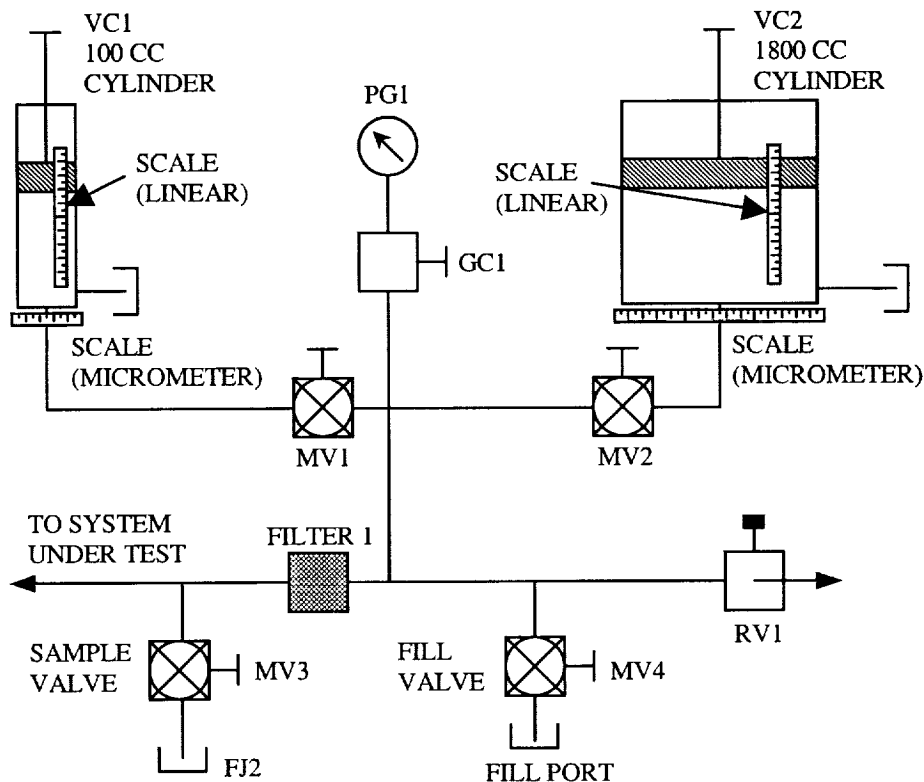 VC1
100 CC
CYLINDER
VC2
1800 CC
CYLINDER
PG1
SCALE
(LINEAR)
SCALE
(LINEAR)
GC1
SCALE
(MICROMETER)
SCALE
(MICROMETER)
MV1
MV2
TO SYSTEM
UNDER TEST
FILTER 1
RV1
SAMPLE
VALVE
MV3
FILL
VALVE
MV4
FJ2
FILL PORT